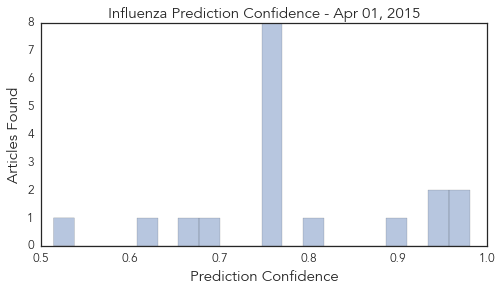 Influenza Prediction Confidence - Apr 01, 2015
8
7
6
5
4
3
2
1
0
Articles Found
0.5 0.6 0.7 0.8 0.9 1.0
Prediction Confidence